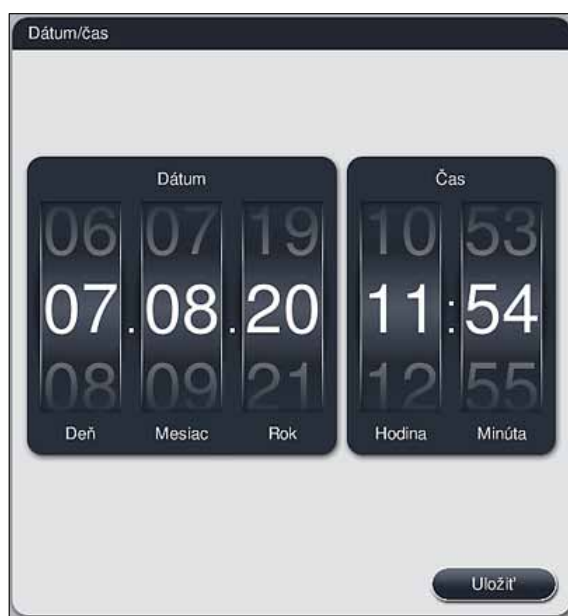 Dátum/čas
Dátum
06 07 19
07.08.20
08 09 21
Deň Mesiac Rok
Čas
10 53
11:54
12 55
Hodina Minúta
Uložiť